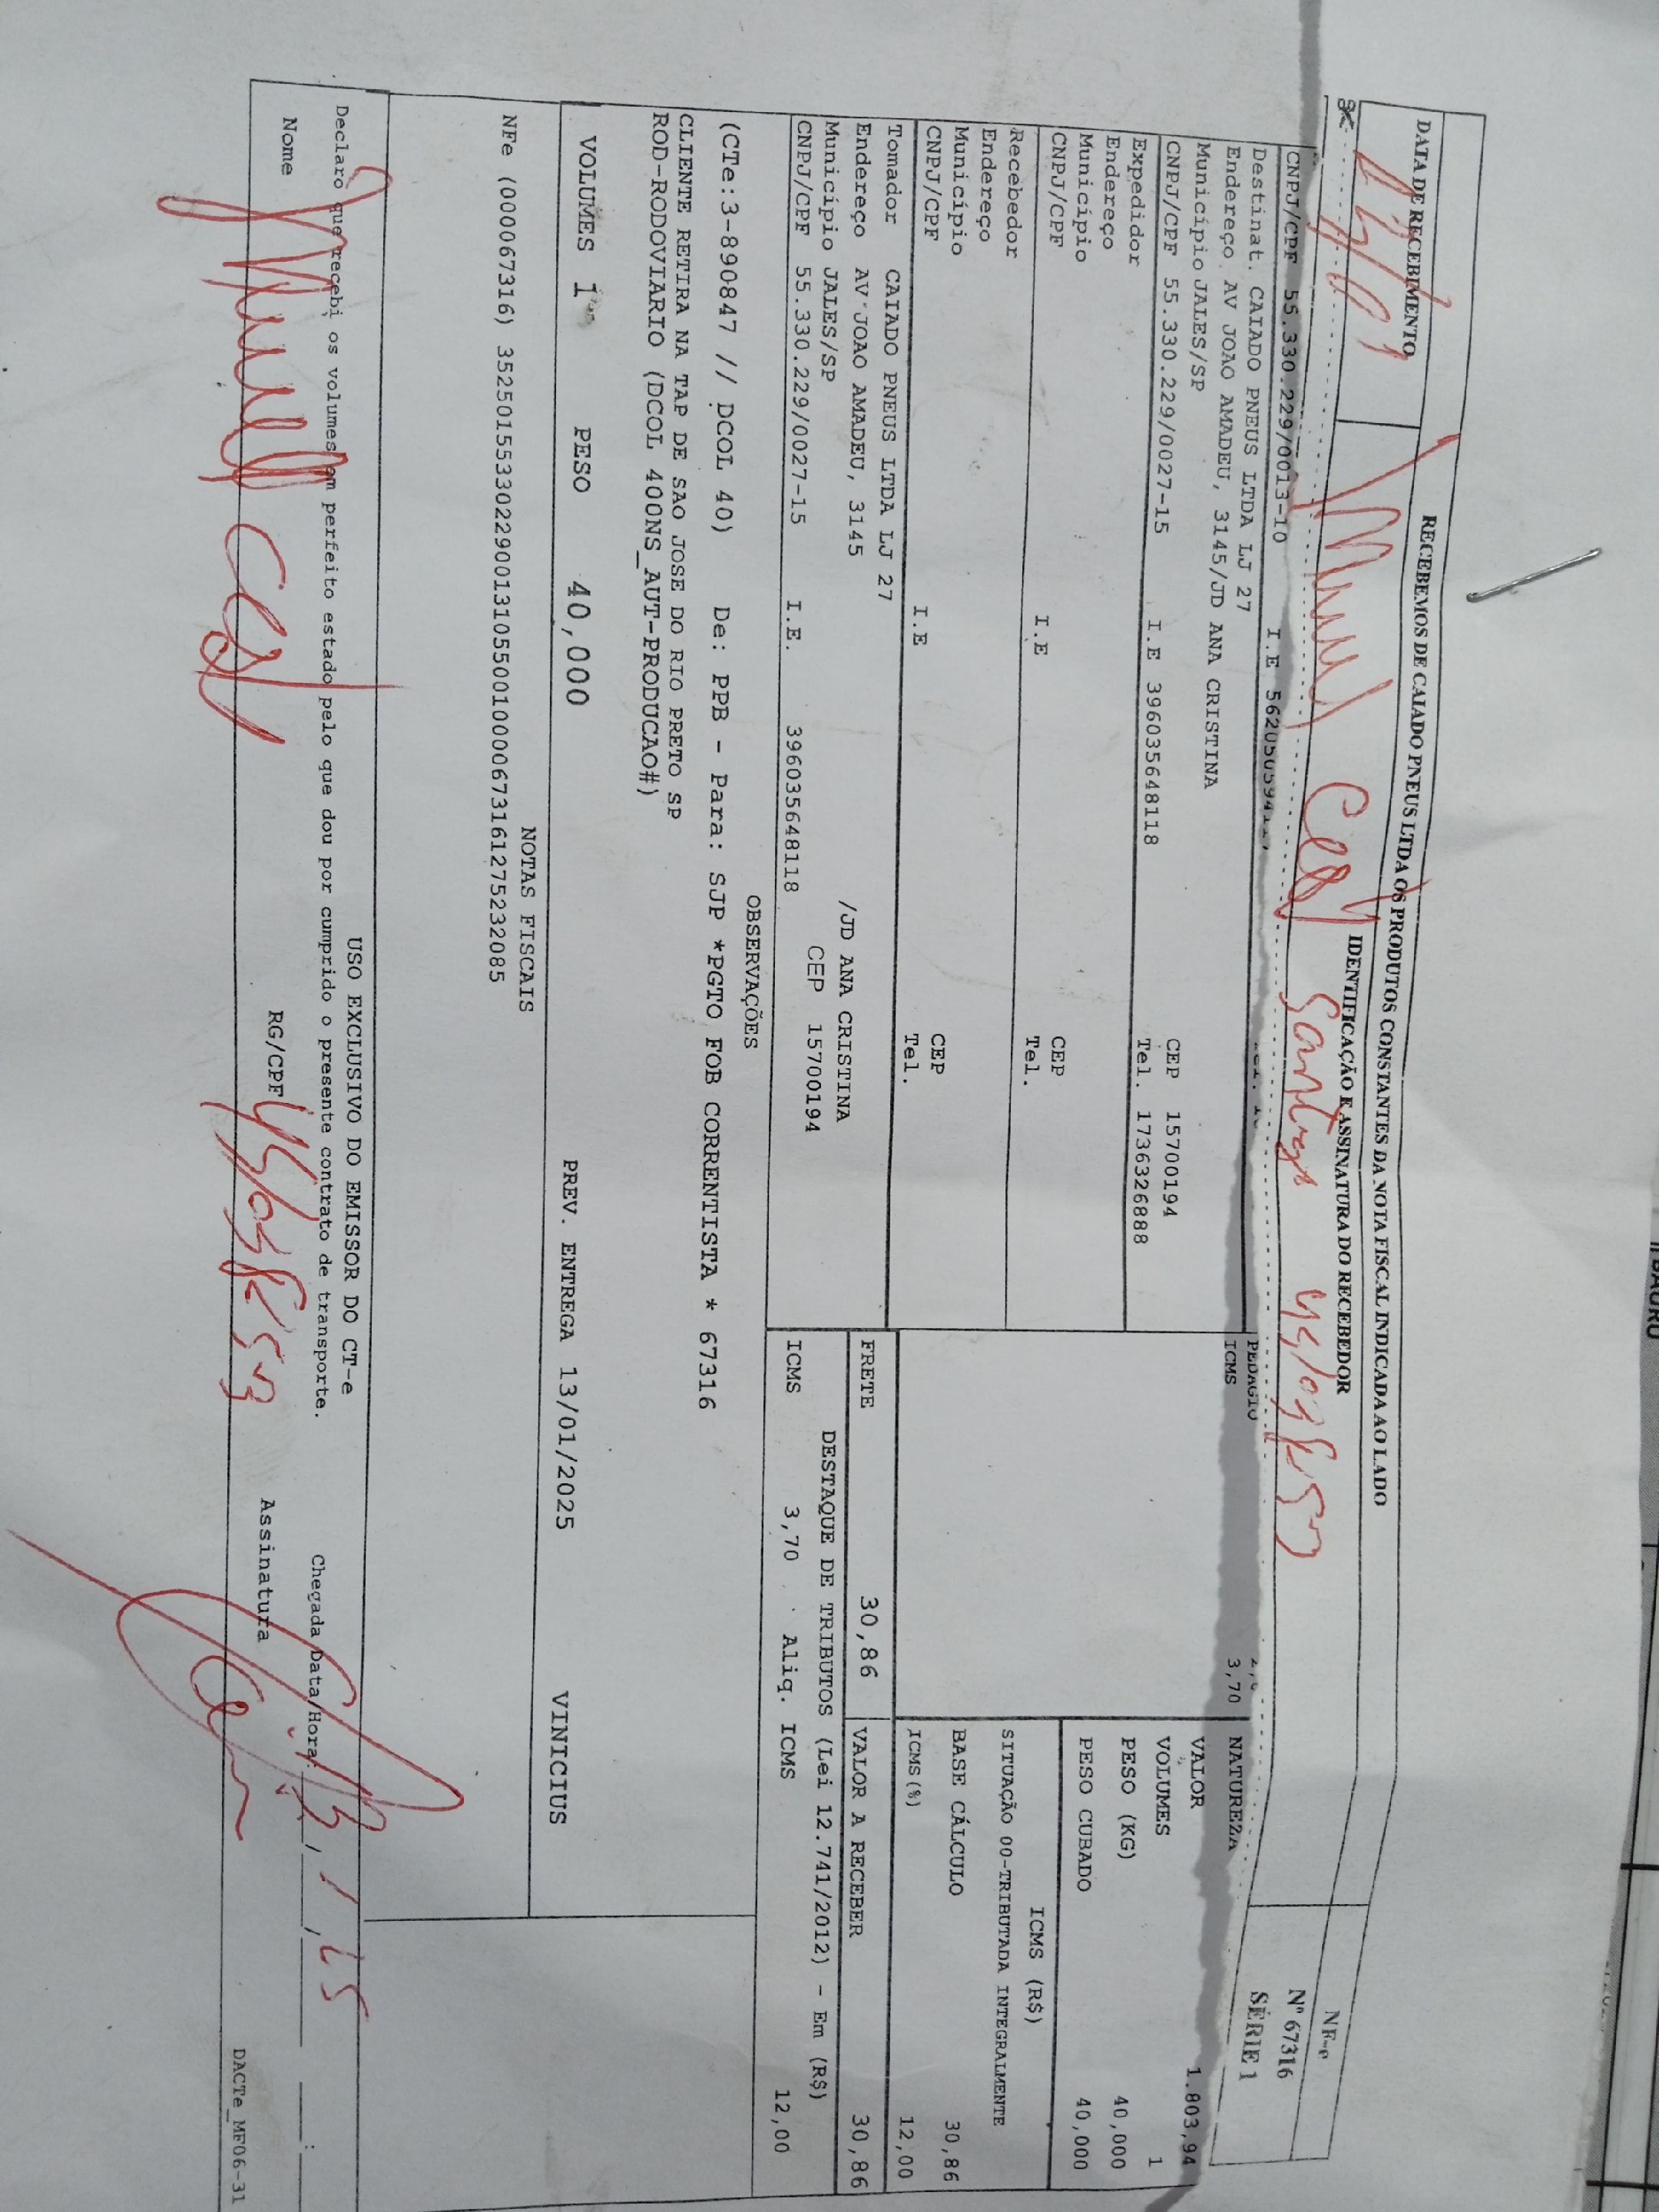 RECEBEMOS DE CAIADO PNEUS LTDA OS PRODUTOS CONSTANTES DA NOTA FISCAL INDICADA AO LADO
DATA DE RECEBIMENTO
IDENTIFICAÇÃO E ASSINATURA DO RECEBEDOR
NF-e
Nº 67316
SÉRIE 1
CNPJ/CPF 55.330.229/0013-10 I.E
PEDAGIO
Destinat. CAIADO PNEUS LTDA LJ 27
ICMS 3,70
NATUREZA
Endereço AV JOAO AMADEU, 3145/JD ANA CRISTINA
VALOR 1.803,94
Município JALES/SP CEP 15700194
VOLUMES 1
CNPJ/CPF 55.330.229/0027-15 I.E 396035648118 Tel. 1736326888
PESO (KG) 40,000
Expedidor
PESO CUBADO 40,000
Endereço
Município CEP
CNPJ/CPF I.E Tel.
ICMS (R$)
Recebedor
SITUAÇÃO 00-TRIBUTADA INTEGRALMENTE
Endereço
Município CEP
BASE CÁLCULO 30,86
CNPJ/CPF I.E Tel.
ICMS (%) 12,00
Tomador CAIADO PNEUS LTDA LJ 27
FRETE 30,86 VALOR A RECEBER 30,86
Endereço AV JOAO AMADEU, 3145 /JD ANA CRISTINA
DESTAQUE DE TRIBUTOS (Lei 12.741/2012) - Em (R$)
Município JALES/SP CEP 15700194
CNPJ/CPF 55.330.229/0027-15 I.E. 396035648118
ICMS 3,70 Aliq. ICMS 12,00
OBSERVAÇÕES
(CTe:3-890847 // DCOL 40) De: PPB - Para: SJP *PGTO FOB CORRENTISTA * 67316
CLIENTE RETIRA NA TAP DE SAO JOSE DO RIO PRETO SP
ROD-RODOVIARIO (DCOL 400NS_AUT-PRODUCAO#)
VOLUMES 1 PESO 40,000 PREV. ENTREGA 13/01/2025 VINICIUS
NOTAS FISCAIS
NFe (000067316) 35250155330229001310550010000673161275232085
USO EXCLUSIVO DO EMISSOR DO CT-e
Declaro que recebi os volumes em perfeito estado pelo que dou por cumprido o presente contrato de transporte.
Chegada Data/Hora:
Nome RG/CPF Assinatura
DACTe_MF06-31